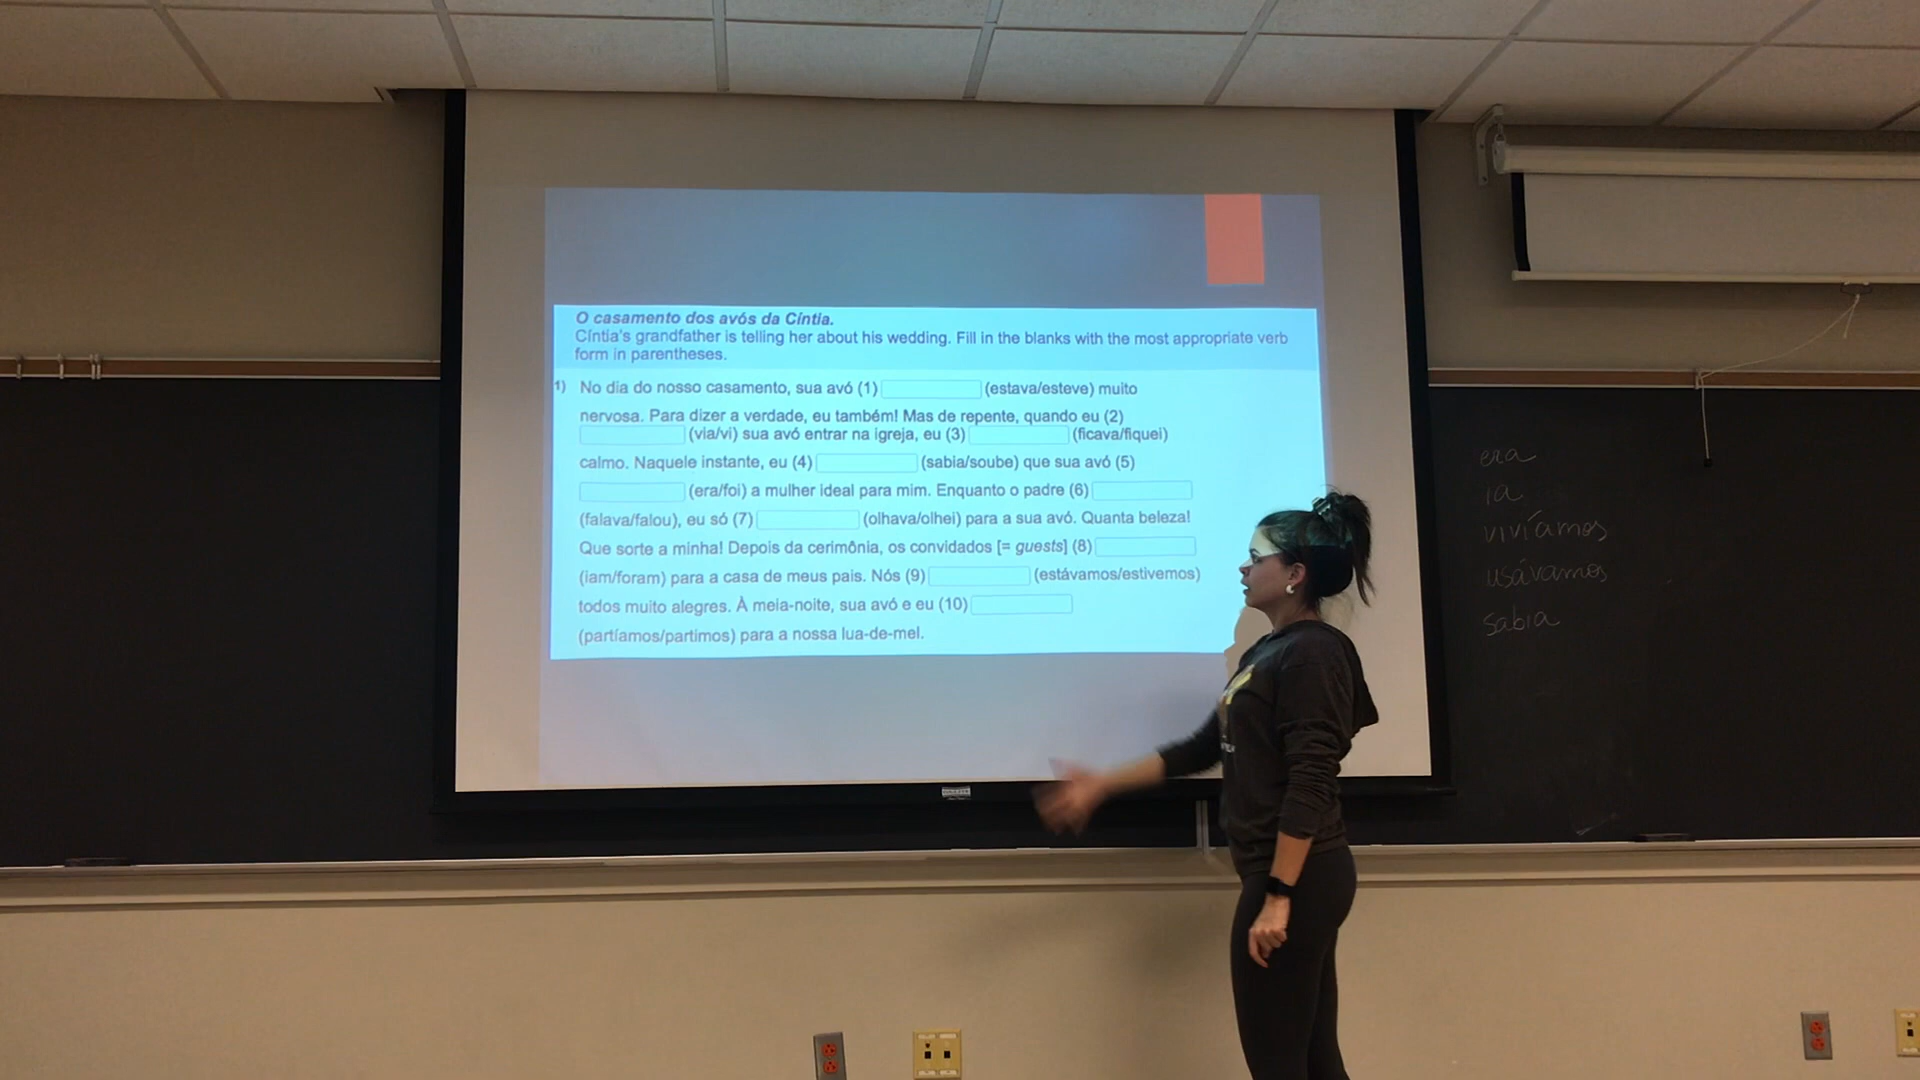 O casamento dos avós da Cíntia.
Cíntia's grandfather is telling her about his wedding. Fill in the blanks with the most appropriate verb
form in parentheses.
1) No dia do nosso casamento, sua avó (1) (estava/esteve) muito
nervosa. Para dizer a verdade, eu também! Mas de repente, quando eu (2)
(via/vi) sua avó entrar na igreja, eu (3) (ficava/fiquei)
calmo. Naquele instante, eu (4) (sabia/soube) que sua avó (5)
(era/foi) a mulher ideal para mim. Enquanto o padre (6)
(falava/falou), eu só (7) (olhava/olhei) para a sua avó. Quanta beleza!
Que sorte a minha! Depois da cerimônia, os convidados [= guests] (8)
(iam/foram) para a casa de meus pais. Nós (9) (estávamos/estivemos)
todos muito alegres. À meia-noite, sua avó e eu (10)
(partíamos/partimos) para a nossa lua-de-mel.
era
ia
vivíamos
usávamos
sabia